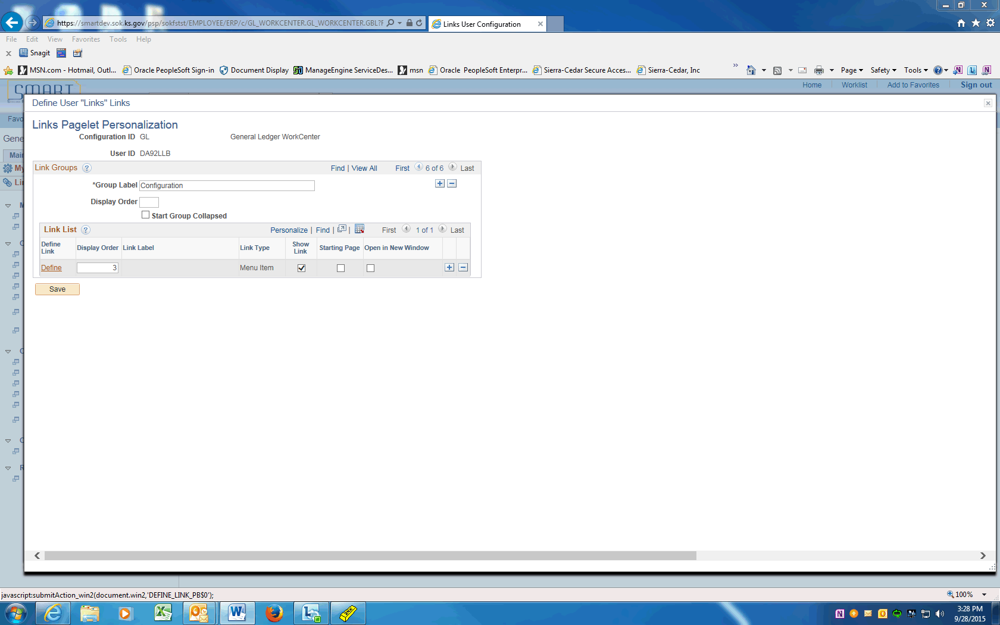 https://smartdev.sok.ks.gov/psp/sokfstst/EMPLOYEE/ERP/c/GL_WORKCENTER.GL_WORKCENTER.GBL?F
Links User Configuration
File Edit View Favorites Tools Help
x Snagit
MSN.com - Hotmail, Outl... Oracle PeopleSoft Sign-in Document Display ManageEngine ServiceDes... msn Oracle PeopleSoft Enterpr... Sierra-Cedar Secure Acces... Sierra-Cedar, Inc » Page Safety Tools
SMART Home Worklist Add to Favorites Sign out
Define User "Links" Links
Favo
Links Pagelet Personalization
Configuration ID GL General Ledger WorkCenter
Gene
User ID DA92LLB
Main
Link Groups ? Find | View All First 6 of 6 Last
My
*Group Label Configuration + −
Lin
Display Order
Start Group Collapsed
Link List ? Personalize | Find | | First 1 of 1 Last
Define Link Display Order Link Label Link Type Show Link Starting Page Open in New Window
Define 3 Menu Item + −
Save
javascript:submitAction_win2(document.win2,'DEFINE_LINK_PB$0');
100%
3:28 PM
9/28/2015